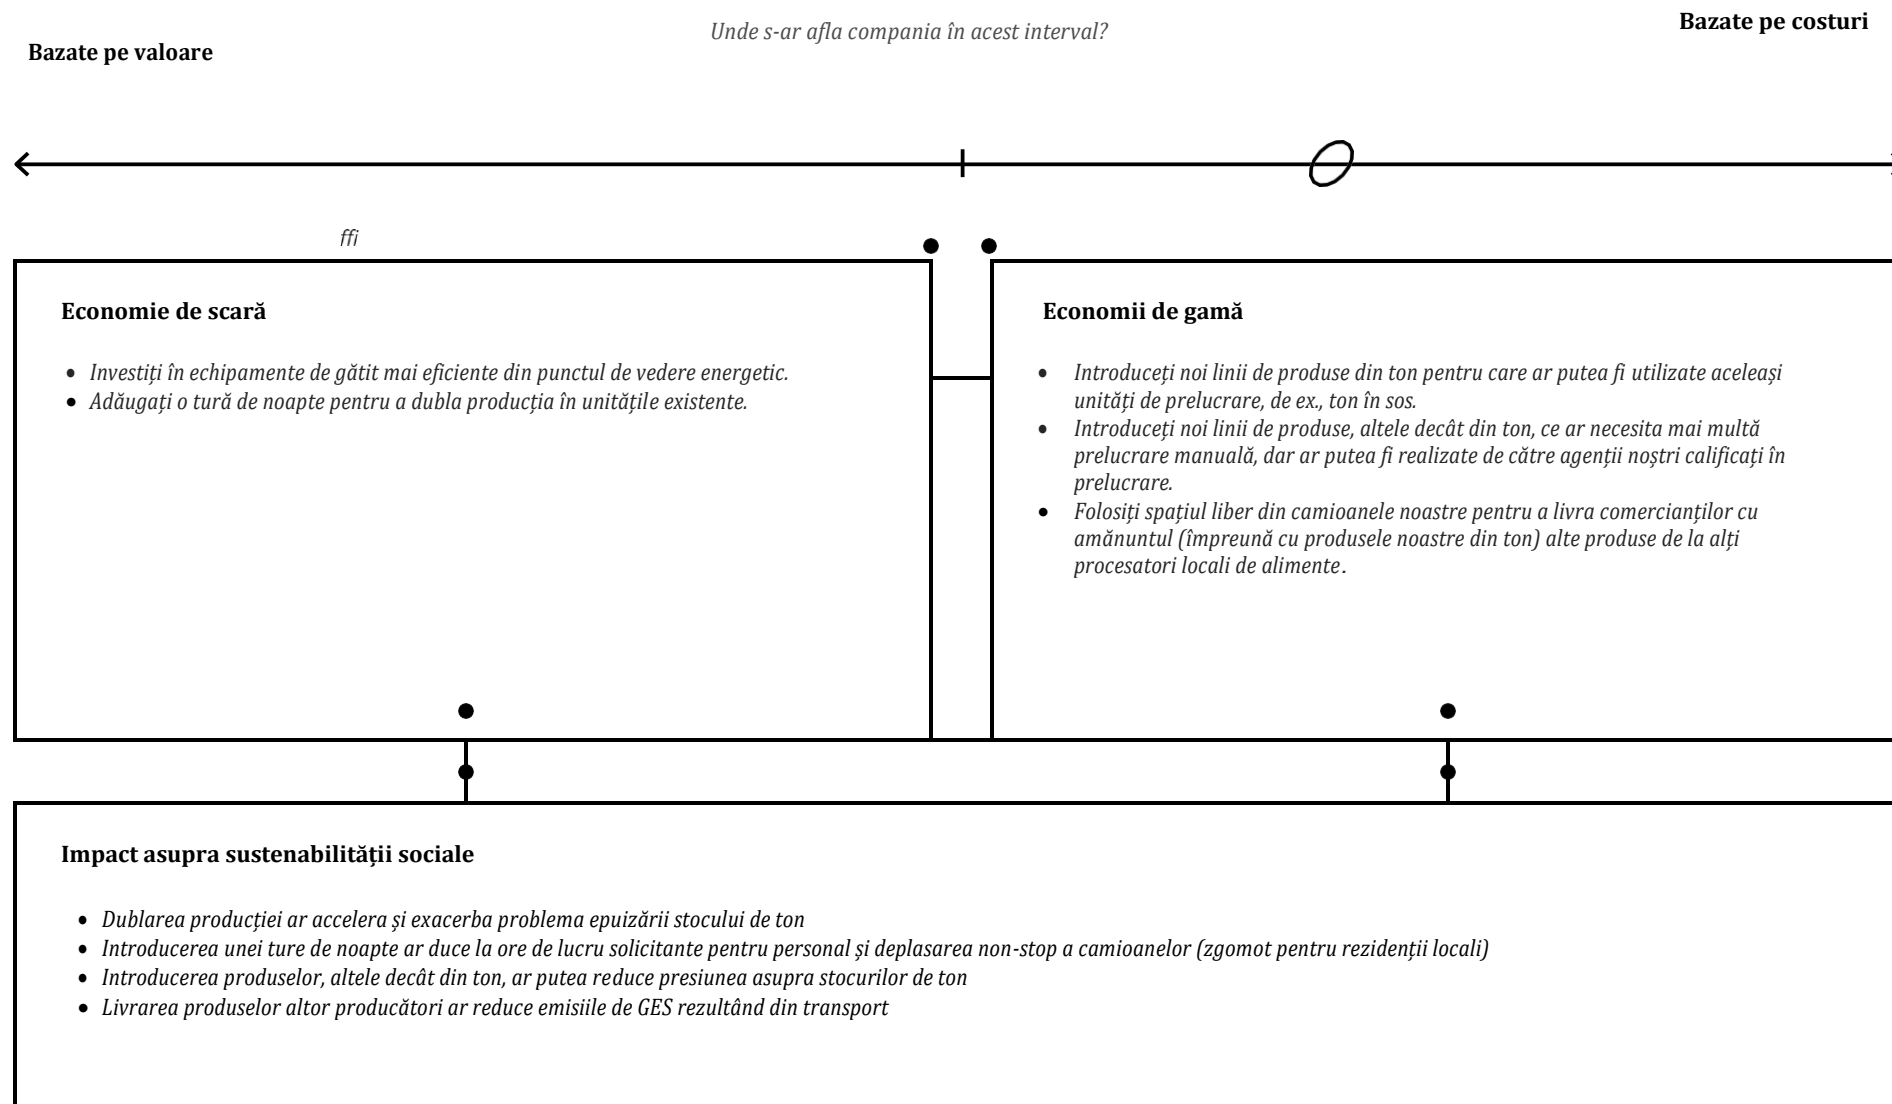 Unde s-ar afla compania în acest interval?
Bazate pe costuri
Bazate pe valoare
ffi
Economie de scară
• Investiți în echipamente de gătit mai eficiente din punctul de vedere energetic.
• Adăugați o tură de noapte pentru a dubla producția în unitățile existente.
Economii de gamă
• Introduceți noi linii de produse din ton pentru care ar putea fi utilizate aceleași
unități de prelucrare, de ex., ton în sos.
• Introduceți noi linii de produse, altele decât din ton, ce ar necesita mai multă
prelucrare manuală, dar ar putea fi realizate de către agenții noștri calificați în
prelucrare.
• Folosiți spațiul liber din camioanele noastre pentru a livra comercianților cu
amănuntul (împreună cu produsele noastre din ton) alte produse de la alți
procesatori locali de alimente.
Impact asupra sustenabilității sociale
• Dublarea producției ar accelera și exacerba problema epuizării stocului de ton
• Introducerea unei ture de noapte ar duce la ore de lucru solicitante pentru personal și deplasarea non-stop a camioanelor (zgomot pentru rezidenții locali)
• Introducerea produselor, altele decât din ton, ar putea reduce presiunea asupra stocurilor de ton
• Livrarea produselor altor producători ar reduce emisiile de GES rezultând din transport